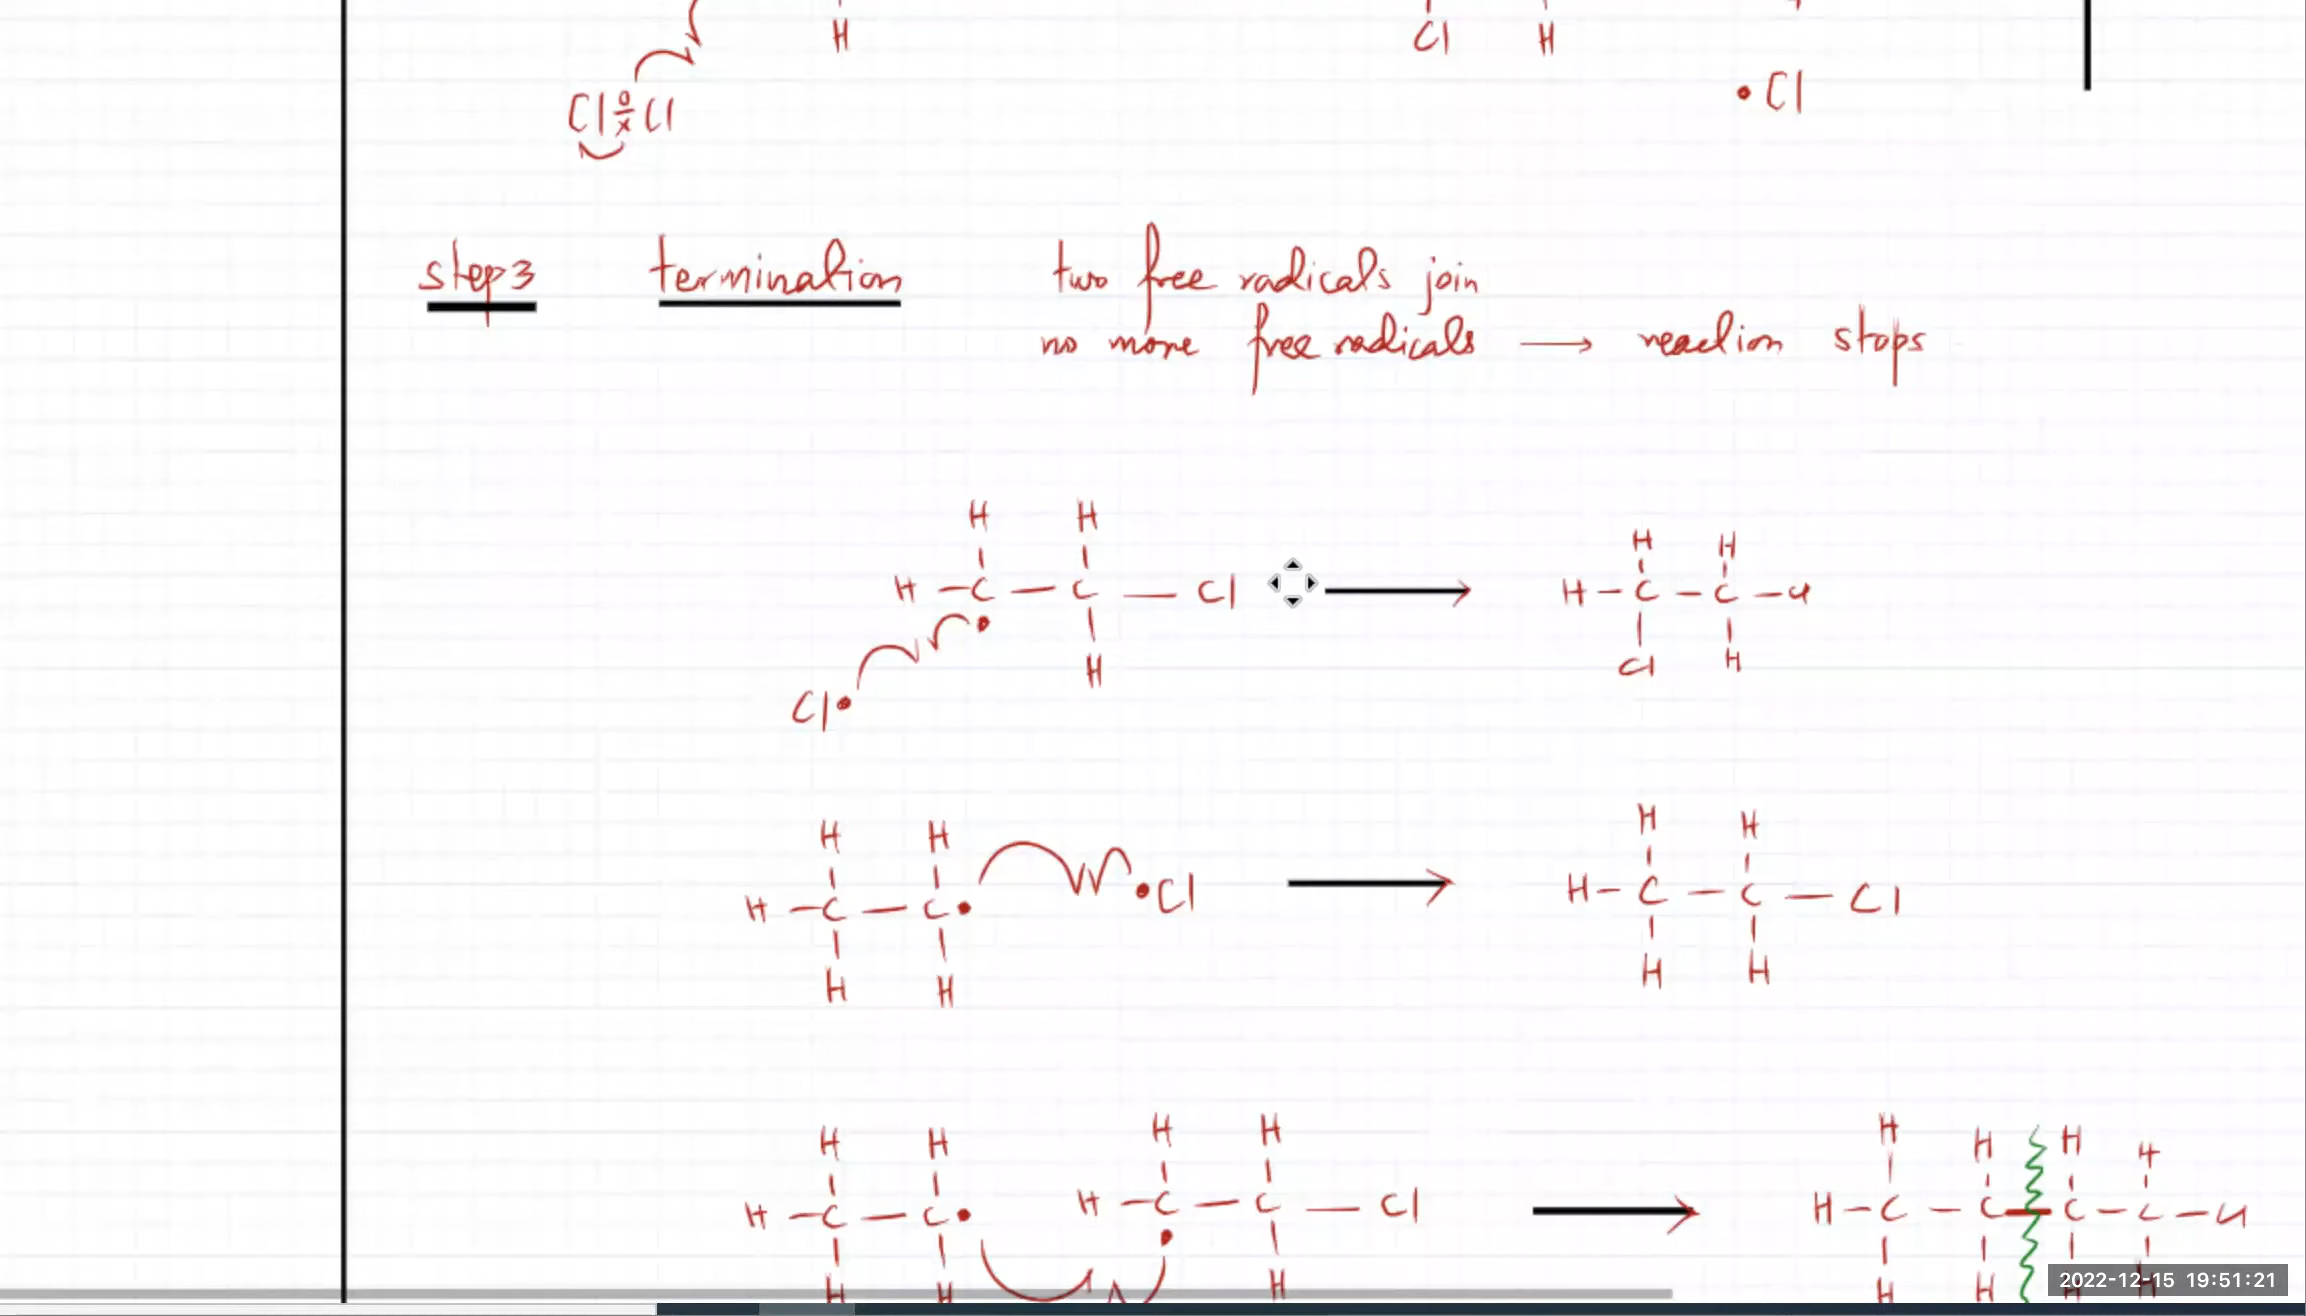 H
Cl H
Cl o x Cl
• Cl
step 3 termination two free radicals join
no more free radicals → reaction stops
H H
H – C – C – Cl → H – C – C – Cl
H H
H
Cl H
Cl •
H H
H – C – C • • Cl → H – C – C – Cl
H H
H H
H H
H H H H
H – C – C • H – C – C – Cl → H – C – C – C – C – Cl
• 
H H H
H H H H
H H H H
2022-12-15 19:51:21